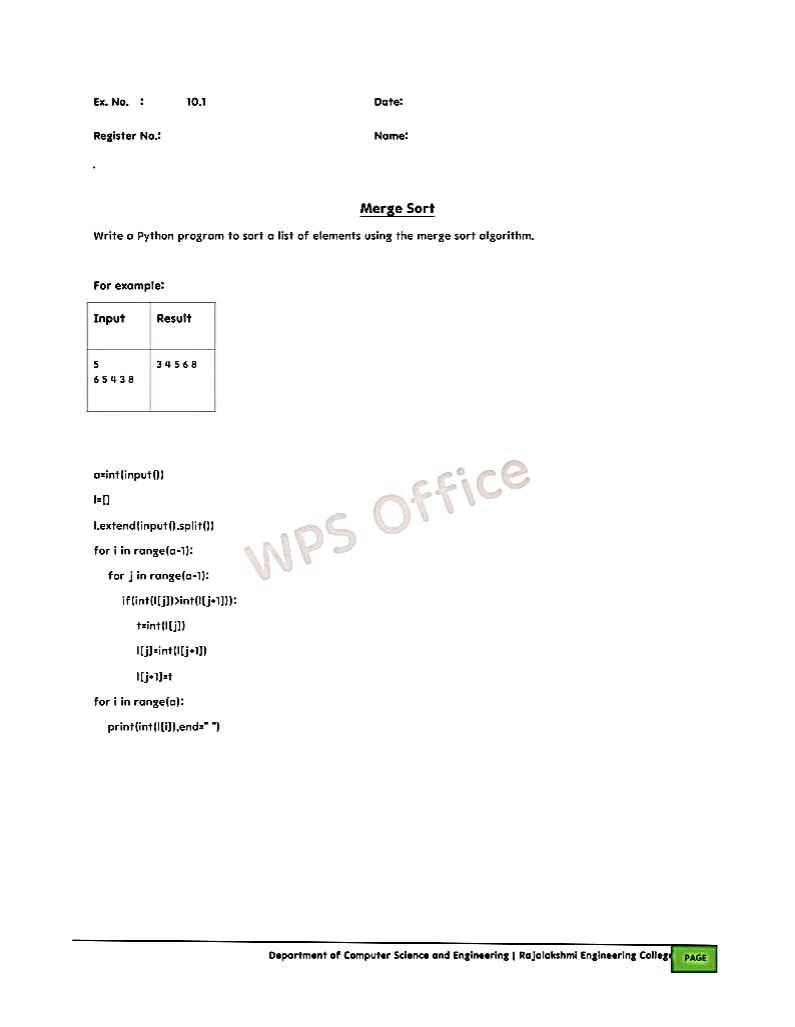 Ex. No. : 10.1 Date:
Register No.: Name:
.
Merge Sort
Write a Python program to sort a list of elements using the merge sort algorithm.
For example:
Input Result
5 3 4 5 6 8
6 5 4 3 8
a=int(input())
l=[]
l.extend(input().split())
for i in range(a-1):
for j in range(a-1):
if(int(l[j])>int(l[j+1])):
t=int(l[j])
l[j]=int(l[j+1])
l[j+1]=t
for i in range(a):
print(int(l[i]),end=" ")
WPS Office
Department of Computer Science and Engineering | Rajalakshmi Engineering College PAGE